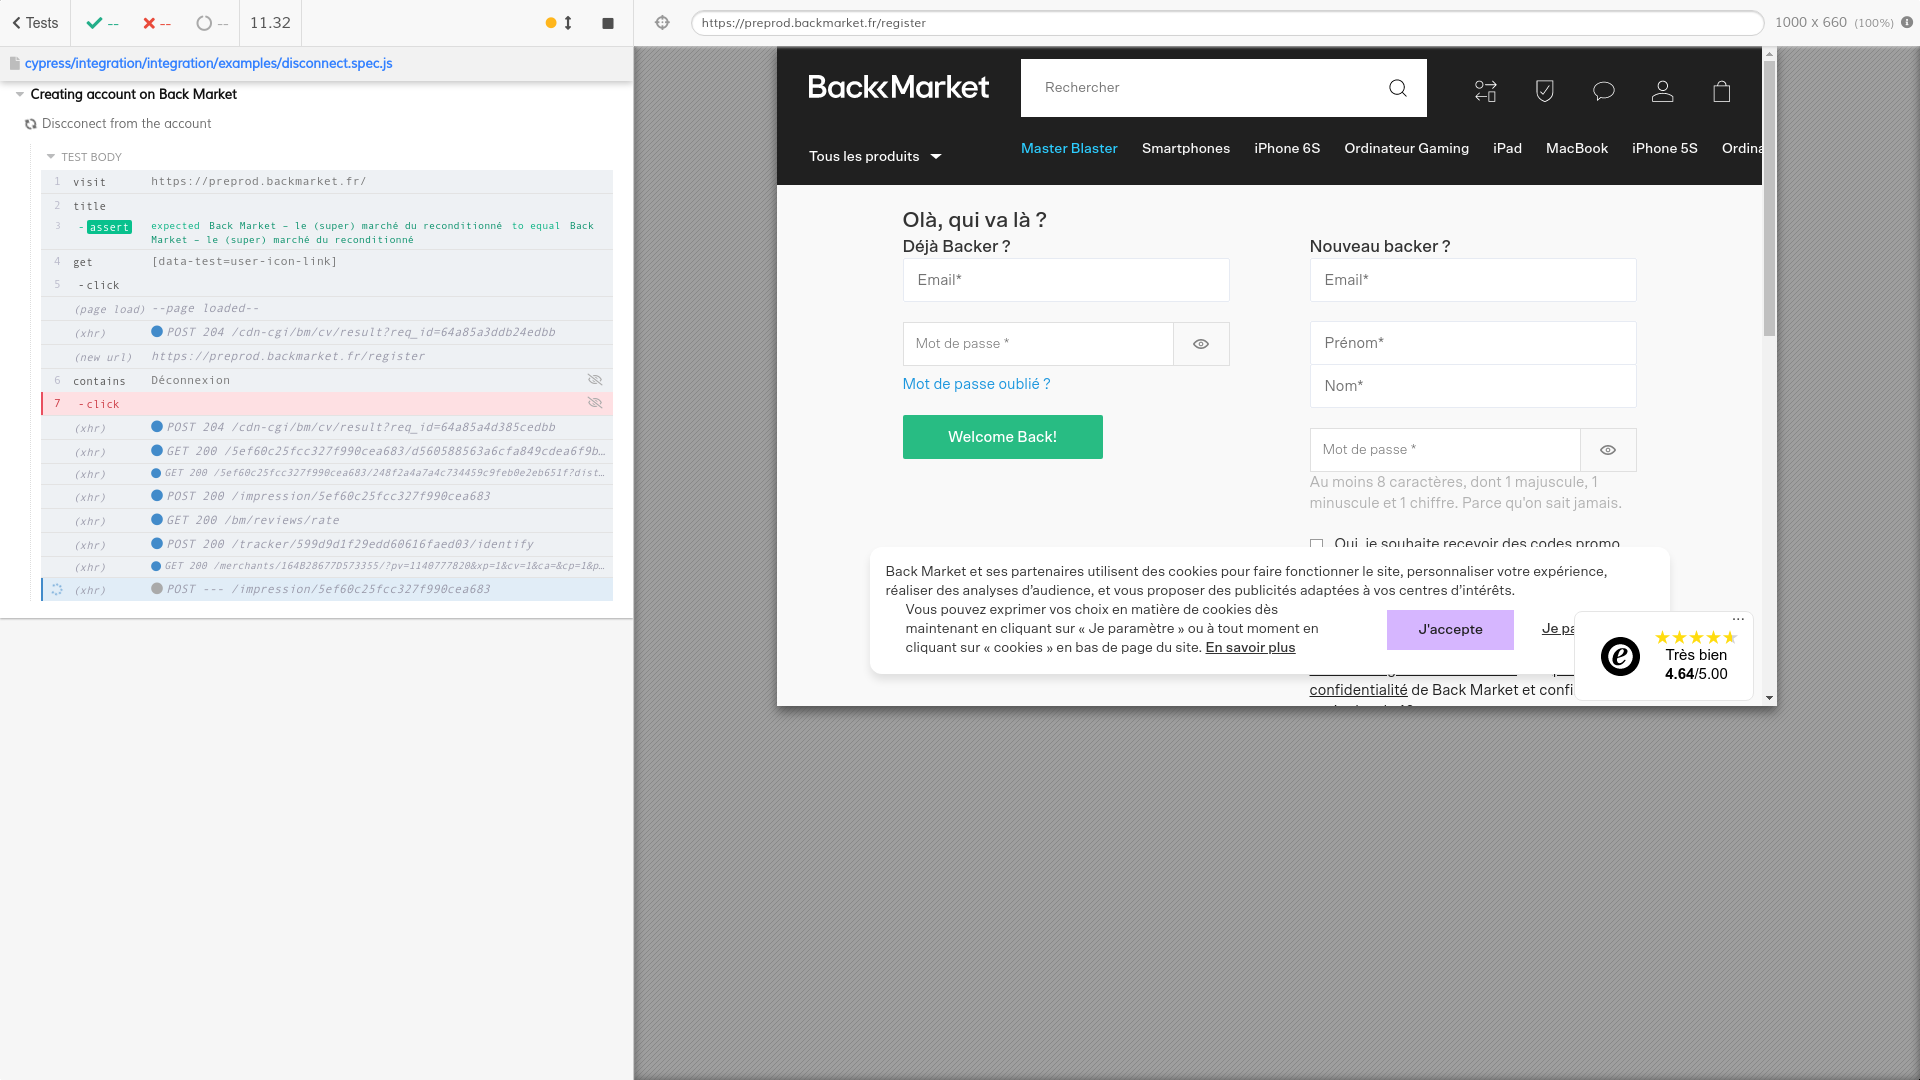 Tests
--
--
--
11.32
https://preprod.backmarket.fr/register
1000 x 660 (100%)
cypress/integration/integration/examples/disconnect.spec.js
Creating account on Back Market
Discconect from the account
TEST BODY
1 visit https://preprod.backmarket.fr/
2 title
3 - assert expected Back Market – le (super) marché du reconditionné to equal Back
Market – le (super) marché du reconditionné
4 get [data-test=user-icon-link]
5 - click
(page load) --page loaded--
(xhr) POST 204 /cdn-cgi/bm/cv/result?req_id=64a85a3ddb24edbb
(new url) https://preprod.backmarket.fr/register
6 contains Déconnexion
7 - click
(xhr) POST 204 /cdn-cgi/bm/cv/result?req_id=64a85a4d385cedbb
(xhr) GET 200 /5ef60c25fcc327f990cea683/d560588563a6cfa849cdea6f9b...
(xhr) GET 200 /5ef60c25fcc327f990cea683/248f2a4a7a4c734459c9feb0e2eb651f?dist...
(xhr) POST 200 /impression/5ef60c25fcc327f990cea683
(xhr) GET 200 /bm/reviews/rate
(xhr) POST 200 /tracker/599d9d1f29edd60616faed03/identify
(xhr) GET 200 /merchants/164B28677D573355/?pv=1140777820&xp=1&cv=1&ca=&cp=1&p...
(xhr) POST --- /impression/5ef60c25fcc327f990cea683
Back Market
Rechercher
Tous les produits
Master Blaster Smartphones iPhone 6S Ordinateur Gaming iPad MacBook iPhone 5S Ordina
Olà, qui va là ?
Déjà Backer ?
Email*
Mot de passe *
Mot de passe oublié ?
Welcome Back!
Nouveau backer ?
Email*
Prénom*
Nom*
Mot de passe *
Au moins 8 caractères, dont 1 majuscule, 1
minuscule et 1 chiffre. Parce qu'on sait jamais.
Oui, je souhaite recevoir des codes promo
Back Market et ses partenaires utilisent des cookies pour faire fonctionner le site, personnaliser votre expérience,
réaliser des analyses d'audience, et vous proposer des publicités adaptées à vos centres d'intérêts.
Vous pouvez exprimer vos choix en matière de cookies dès
maintenant en cliquant sur « Je paramètre » ou à tout moment en
cliquant sur « cookies » en bas de page du site. En savoir plus
J'accepte
Je pa
...
e
Très bien
4.64/5.00
confidentialité de Back Market et confi